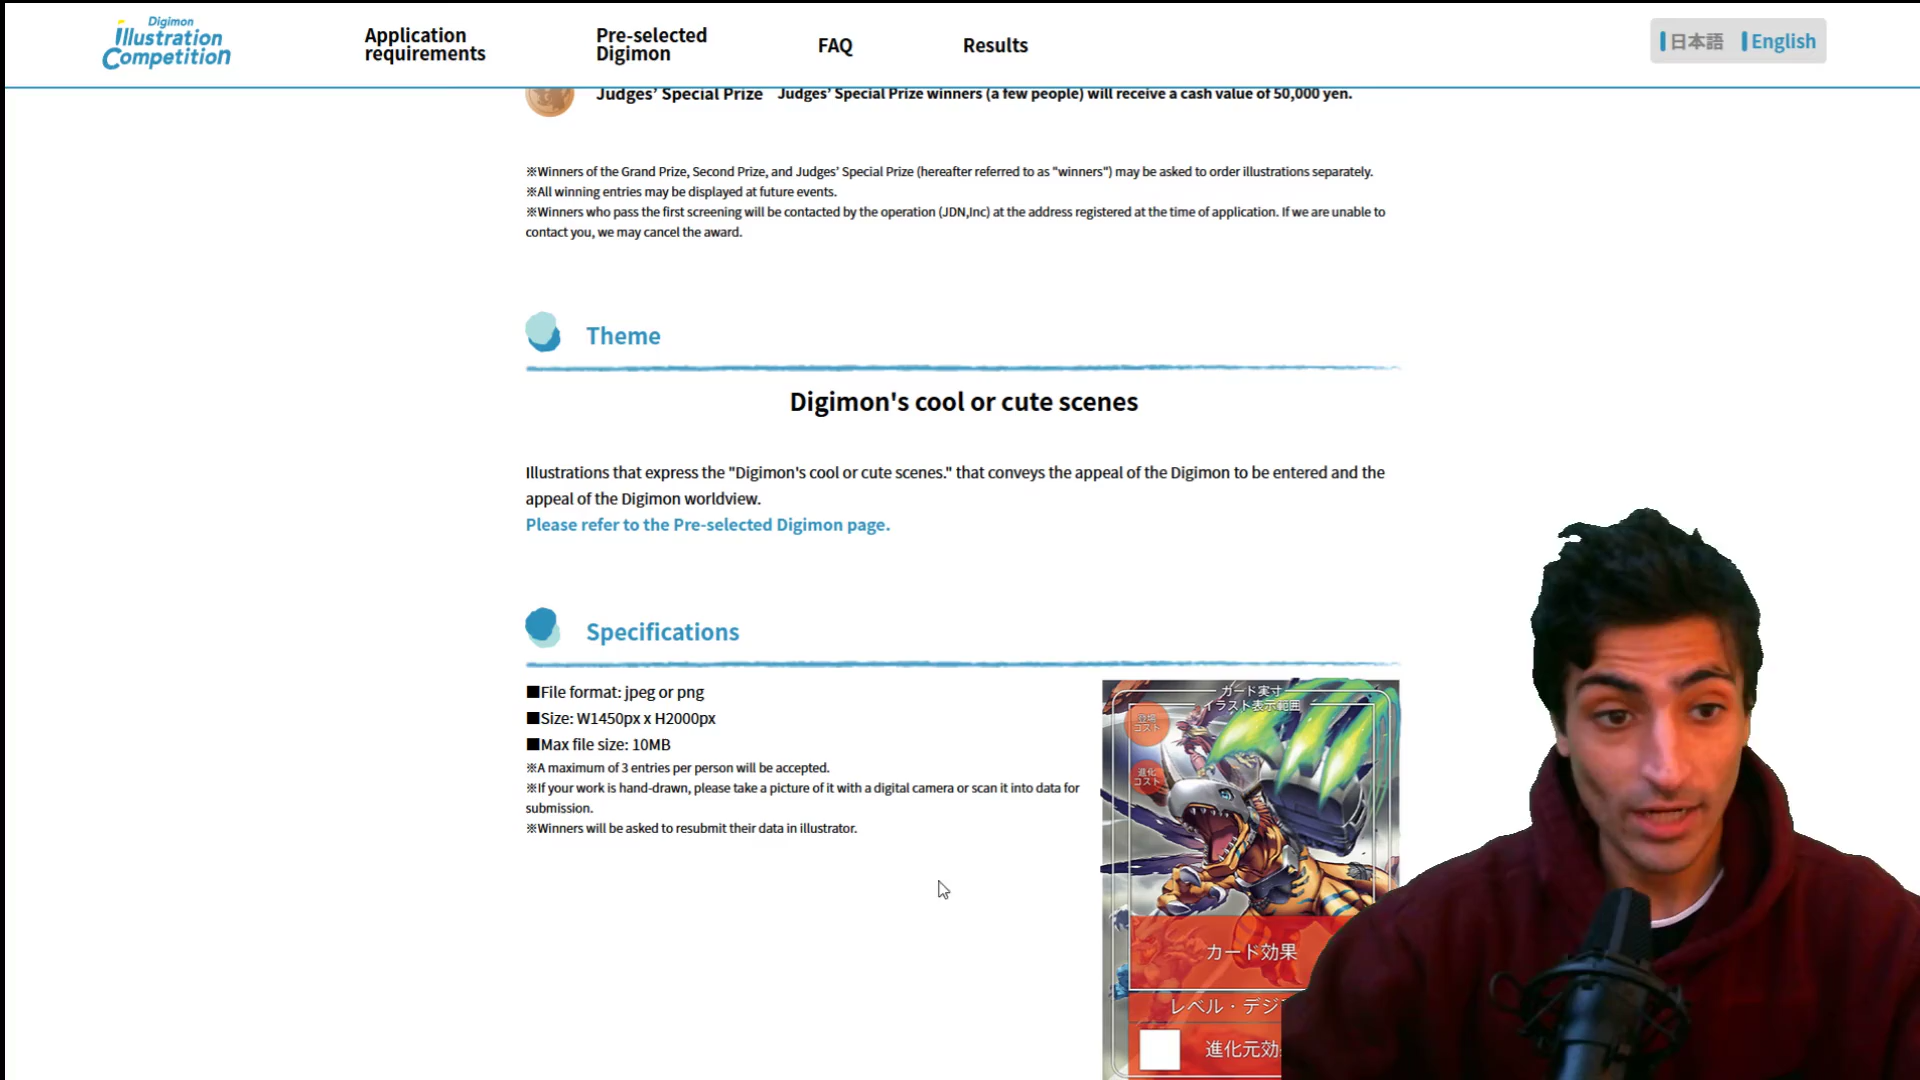 Digimon
illustration
Competition
Application
requirements
Pre-selected
Digimon
FAQ
Results
日本語
English
Judges’ Special Prize Judges’ Special Prize winners (a few people) will receive a cash value of 50,000 yen.
※Winners of the Grand Prize, Second Prize, and Judges’ Special Prize (hereafter referred to as "winners") may be asked to order illustrations separately.
※All winning entries may be displayed at future events.
※Winners who pass the first screening will be contacted by the operation (JDN,Inc) at the address registered at the time of application. If we are unable to
contact you, we may cancel the award.
Theme
Digimon's cool or cute scenes
Illustrations that express the "Digimon's cool or cute scenes." that conveys the appeal of the Digimon to be entered and the
appeal of the Digimon worldview.
Please refer to the Pre-selected Digimon page.
Specifications
■File format: jpeg or png
■Size: W1450px x H2000px
■Max file size: 10MB
※A maximum of 3 entries per person will be accepted.
※If your work is hand-drawn, please take a picture of it with a digital camera or scan it into data for
submission.
※Winners will be asked to resubmit their data in illustrator.
カード実寸
イラスト表示範囲
登場
コスト
進化
コスト
カード効果
レベル・デジ
進化元効